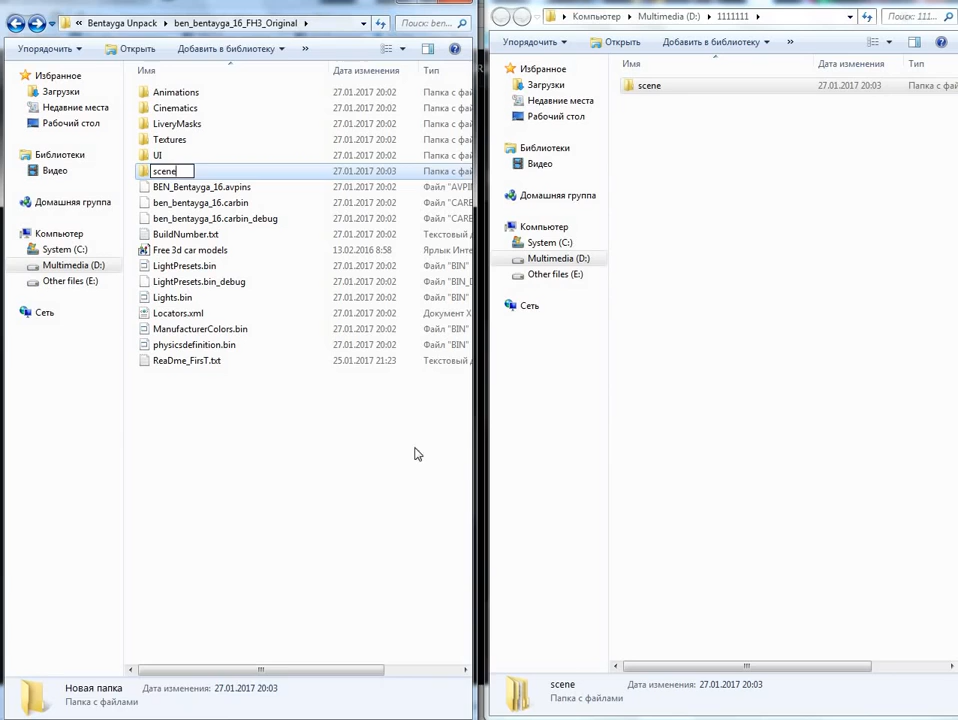 Bentayga Unpack ▸ ben_bentayga_16_FH3_Original ▸
Поиск: ben...
Упорядочить
Открыть
Добавить в библиотеку
»
Имя
Дата изменения
Тип
Избранное
Загрузки
Недавние места
Рабочий стол
Библиотеки
Видео
Домашняя группа
Компьютер
System (C:)
Multimedia (D:)
Other files (E:)
Сеть
Animations 27.01.2017 20:02 Папка с фай
Cinematics 27.01.2017 20:02 Папка с фай
LiveryMasks 27.01.2017 20:02 Папка с фай
Textures 27.01.2017 20:02 Папка с фай
UI 27.01.2017 20:02 Папка с фай
scene 27.01.2017 20:03 Папка с фай
BEN_Bentayga_16.avpins 27.01.2017 20:02 Файл "AVPIN
ben_bentayga_16.carbin 27.01.2017 20:02 Файл "CARE
ben_bentayga_16.carbin_debug 27.01.2017 20:02 Файл "CARE
BuildNumber.txt 27.01.2017 20:02 Текстовый д
Free 3d car models 13.02.2016 8:58 Ярлык Инте
LightPresets.bin 27.01.2017 20:02 Файл "BIN"
LightPresets.bin_debug 27.01.2017 20:02 Файл "BIN_D
Lights.bin 27.01.2017 20:02 Файл "BIN"
Locators.xml 27.01.2017 20:02 Документ X
ManufacturerColors.bin 27.01.2017 20:02 Файл "BIN"
physicsdefinition.bin 27.01.2017 20:02 Файл "BIN"
ReaDme_FirsT.txt 25.01.2017 21:23 Текстовый д
Новая папка Дата изменения: 27.01.2017 20:03
Папка с файлами
Компьютер ▸ Multimedia (D:) ▸ 1111111 ▸
Поиск: 111...
Упорядочить
Открыть
Добавить в библиотеку
»
Имя
Дата изменения
Тип
Избранное
Загрузки
Недавние места
Рабочий стол
Библиотеки
Видео
Домашняя группа
Компьютер
System (C:)
Multimedia (D:)
Other files (E:)
Сеть
scene 27.01.2017 20:03 Папка с фай
scene Дата изменения: 27.01.2017 20:03
Папка с файлами